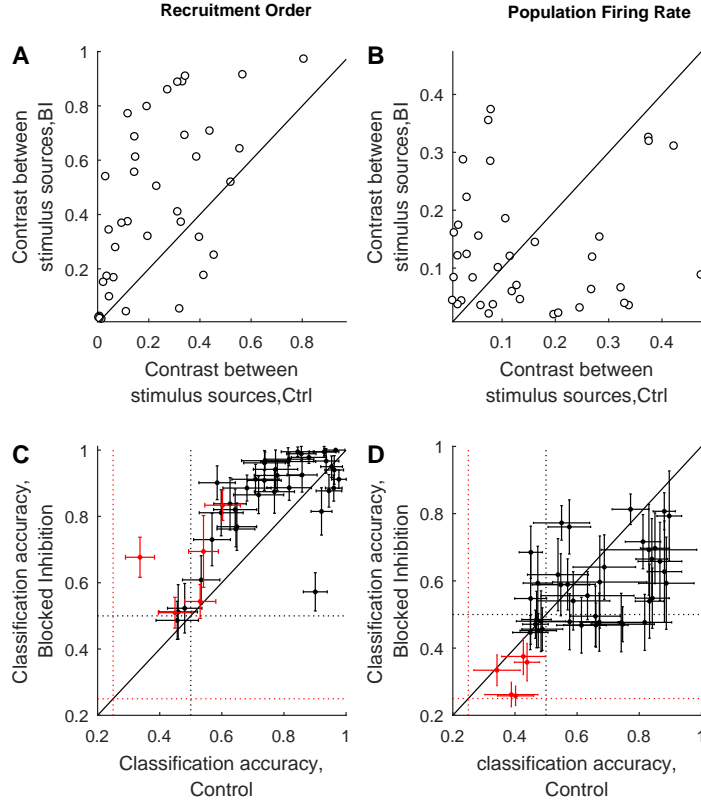 Recruitment Order
Population Firing Rate
A
Contrast between
stimulus sources,BI
1
0.8
0.6
0.4
0.2
0
0.2
0.4
0.6
0.8
Contrast between
stimulus sources,Ctrl
B
Contrast between
stimulus sources,BI
0.4
0.3
0.2
0.1
0.1
0.2
0.3
0.4
Contrast between
stimulus sources,Ctrl
C
Classification accuracy,
Blocked Inhibition
1
0.8
0.6
0.4
0.2
0.2
0.4
0.6
0.8
1
Classification accuracy,
Control
D
Classification accuracy,
Blocked Inhibition
1
0.8
0.6
0.4
0.2
0.2
0.4
0.6
0.8
1
classification accuracy,
Control